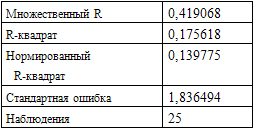 Множественный R 0,419068
R-квадрат 0,175618
Нормированный 0,139775
R-квадрат
Стандартная ошибка 1,836494
Наблюдения 25